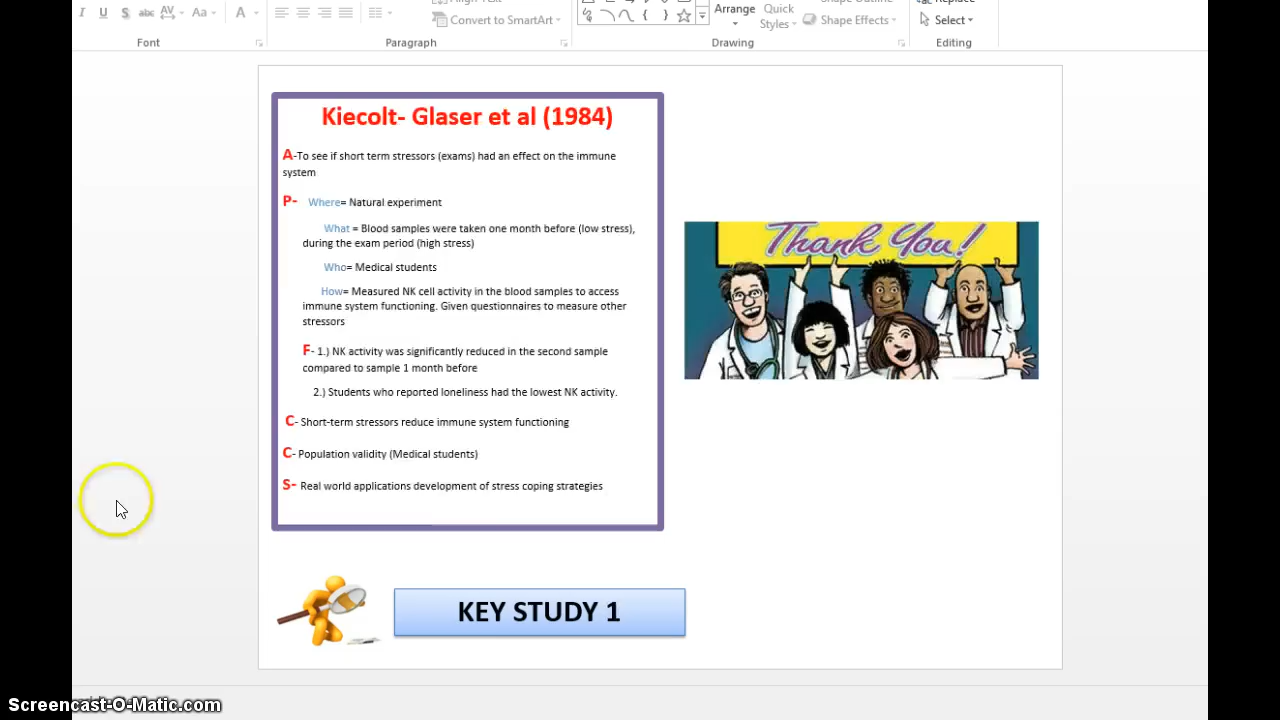 Replace
Arrange
Quick
Shape Effects
Select
Aa
A
Convert to SmartArt
Styles
I U S abc AV
Font
Paragraph
Drawing
Editing
Kiecolt- Glaser et al (1984)
A-To see if short term stressors (exams) had an effect on the immune
system
P- Where= Natural experiment
What = Blood samples were taken one month before (low stress),
during the exam period (high stress)
Who= Medical students
How= Measured NK cell activity in the blood samples to access
immune system functioning. Given questionnaires to measure other
stressors
F- 1.) NK activity was significantly reduced in the second sample
compared to sample 1 month before
2.) Students who reported loneliness had the lowest NK activity.
C- Short-term stressors reduce immune system functioning
C- Population validity (Medical students)
S- Real world applications development of stress coping strategies
Thank You!
KEY STUDY 1
Screencast-O-Matic.com